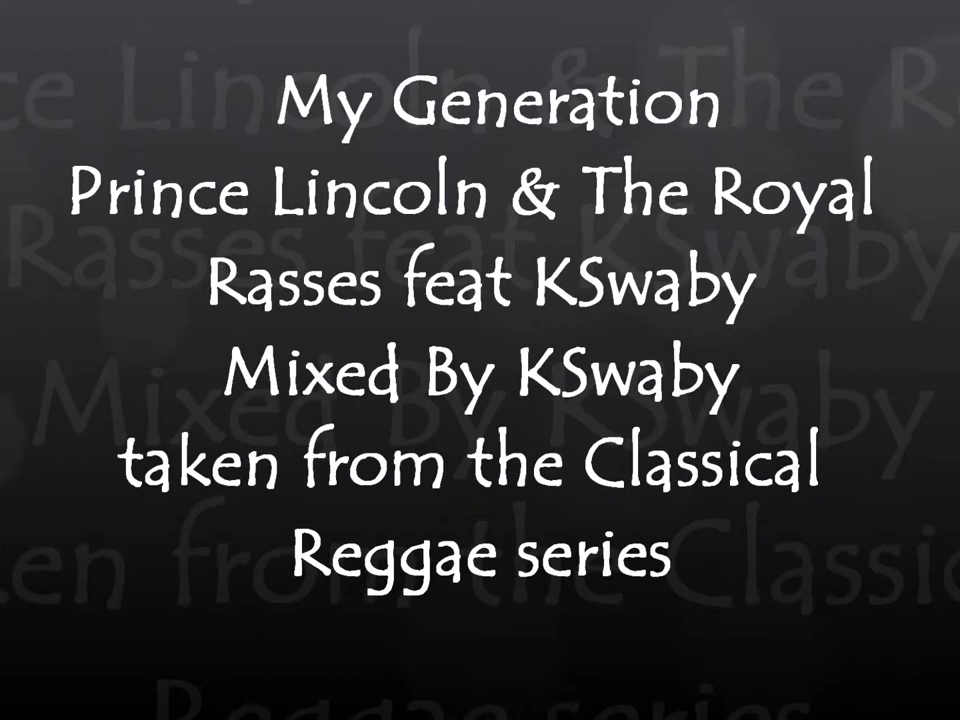 My Generation
Prince Lincoln & The Royal
Rasses feat KSwaby
Mixed By KSwaby
taken from the Classical
Reggae series